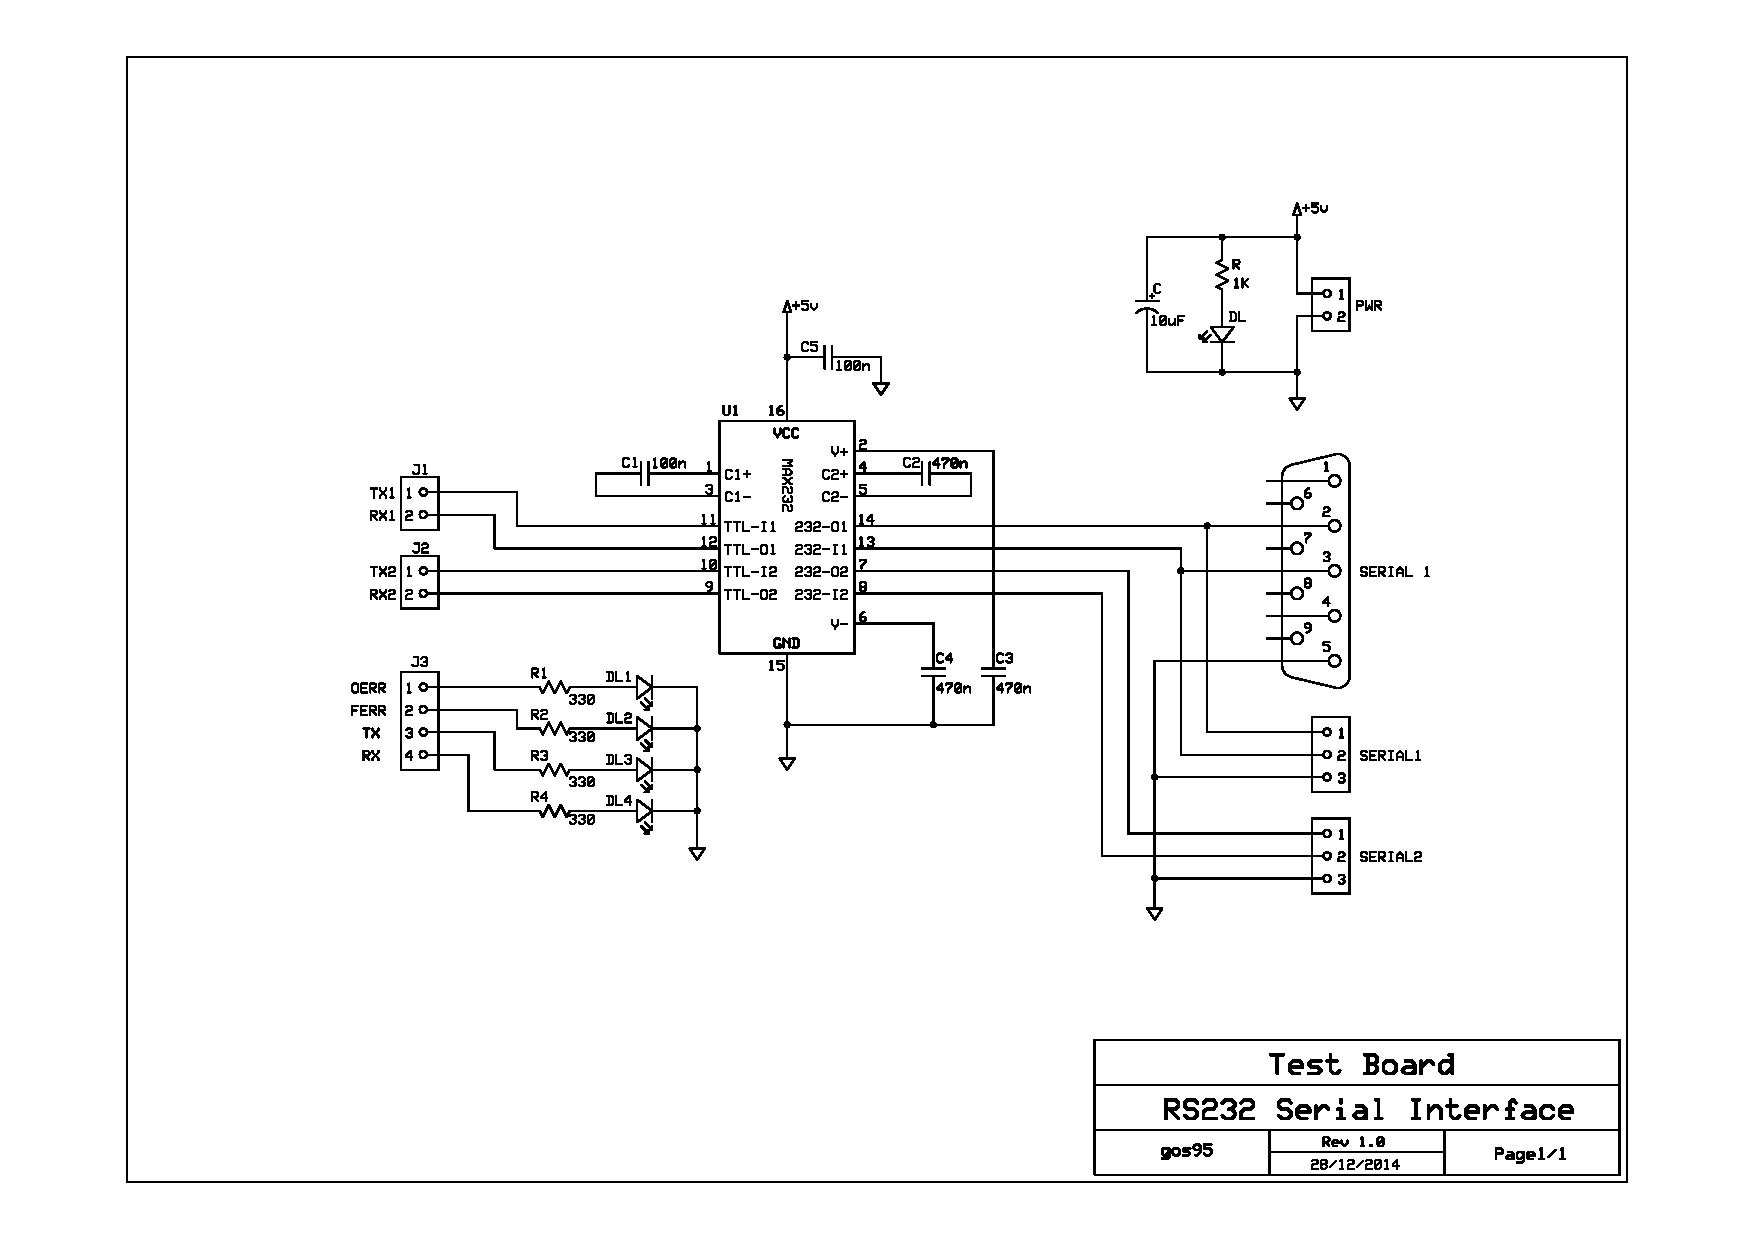 +5v
R
1K
C
+
10uF
DL
1
2
PWR
+5v
C5
100n
U1
16
VCC
MAX232
C1
100n
1
C1+
3
C1-
V+
2
C2+
4
C2
470n
C2-
5
J1
TX1 1
RX1 2
J2
TX2 1
RX2 2
11
TTL-I1
12
TTL-O1
10
TTL-I2
9
TTL-O2
232-O1
14
232-I1
13
232-O2
7
232-I2
8
V-
6
GND
15
C4
470n
C3
470n
1
6
2
7
3
8
4
9
5
SERIAL 1
J3
OERR 1
FERR 2
TX 3
RX 4
R1
330
DL1
R2
330
DL2
R3
330
DL3
R4
330
DL4
1
2
3
SERIAL1
1
2
3
SERIAL2
Test Board
RS232 Serial Interface
gos95
Rev 1.0
28/12/2014
Page1/1